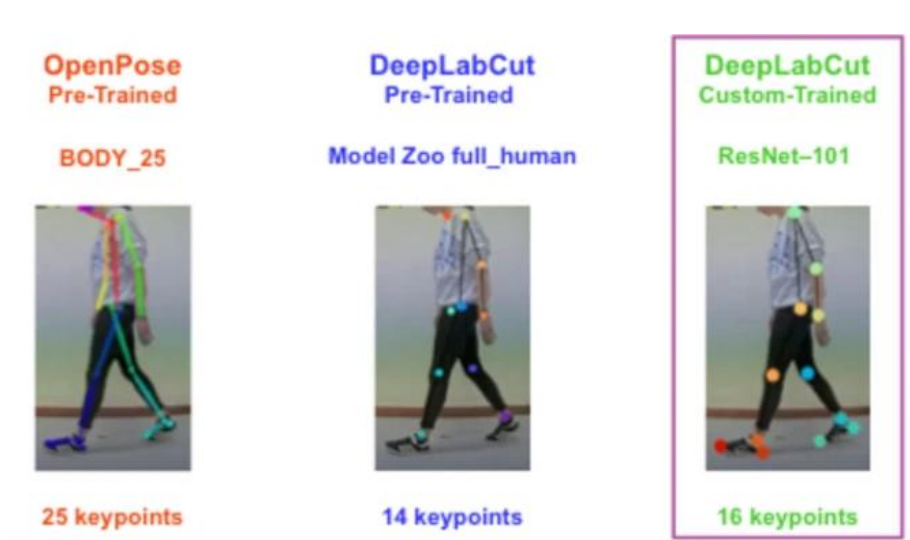 OpenPose
Pre-Trained
BODY_25
25 keypoints
DeepLabCut
Pre-Trained
Model Zoo full_human
14 keypoints
DeepLabCut
Custom-Trained
ResNet–101
16 keypoints